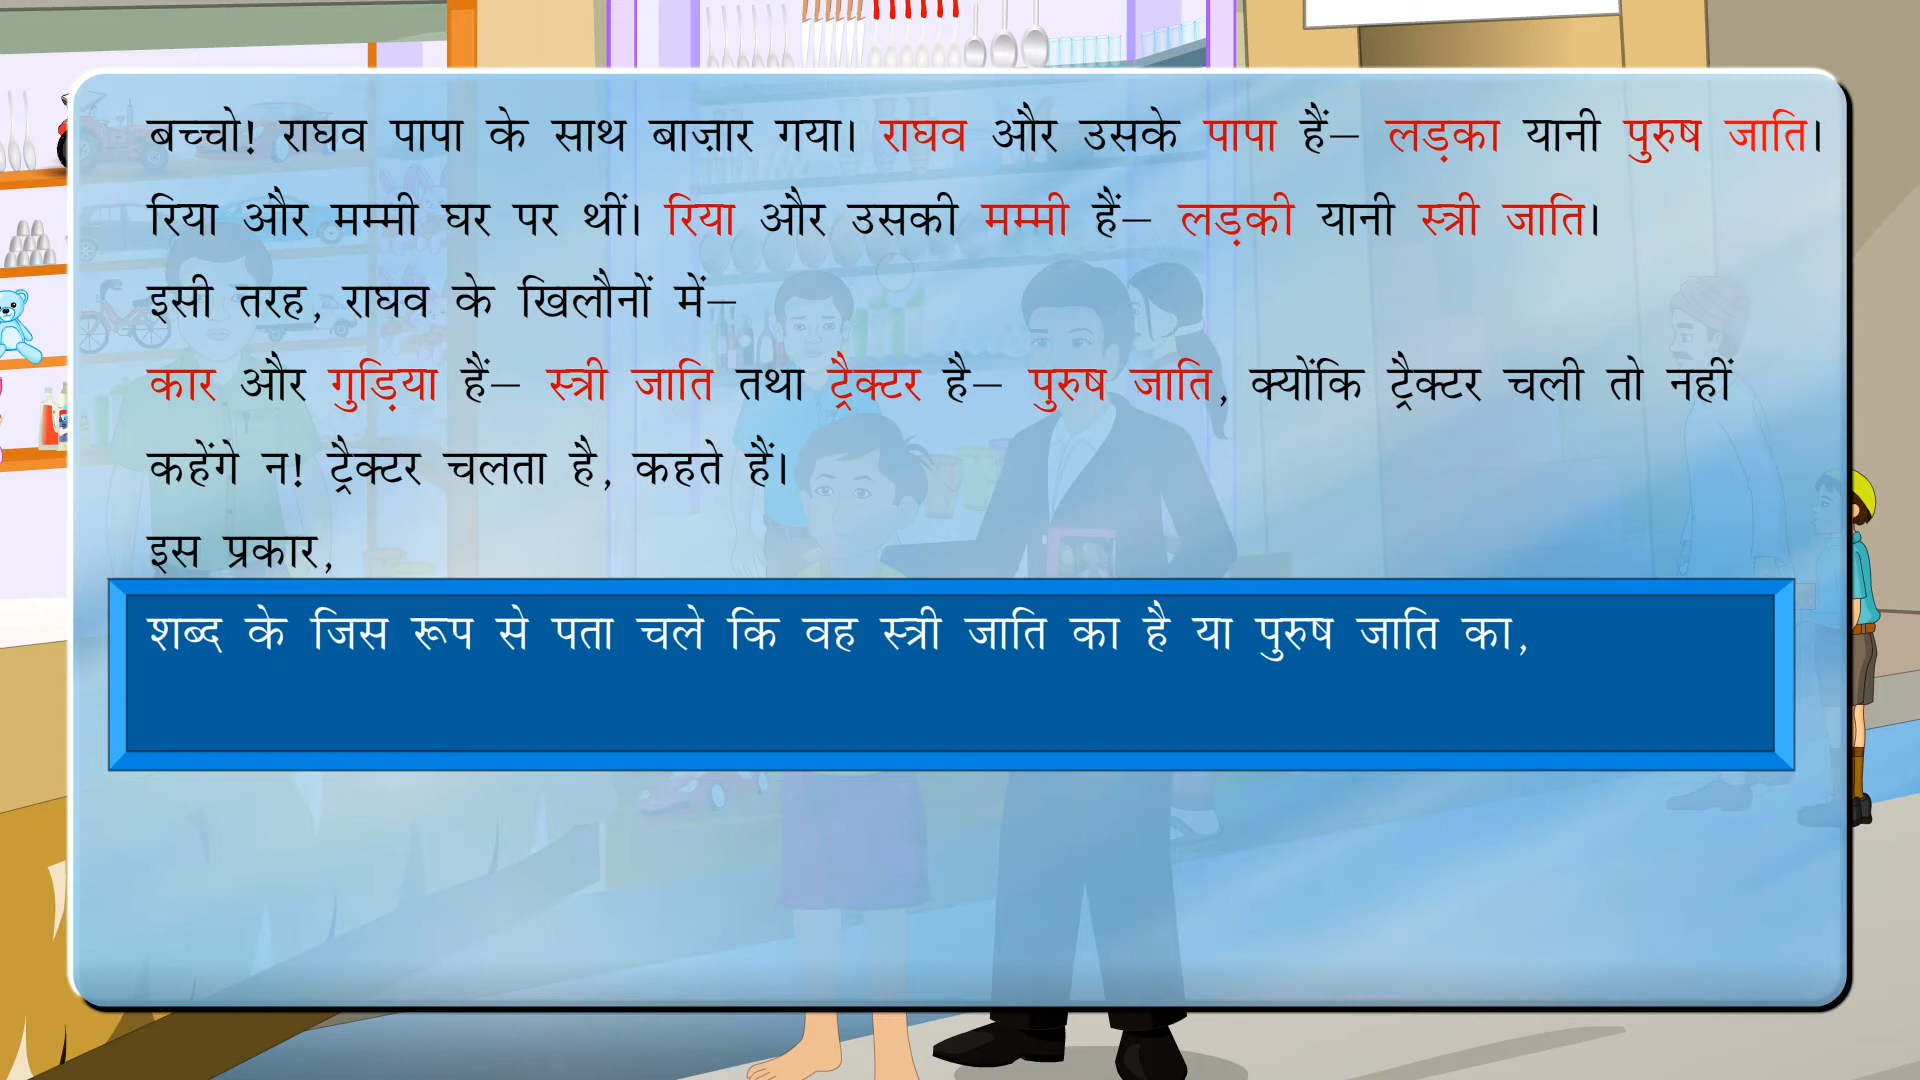 बच्चो! राघव पापा के साथ बाज़ार गया। राघव और उसके पापा हैं– लड़का यानी पुरुष जाति।
रिया और मम्मी घर पर थीं। रिया और उसकी मम्मी हैं– लड़की यानी स्त्री जाति।
इसी तरह, राघव के खिलौनों में–
कार और गुड़िया हैं– स्त्री जाति तथा ट्रैक्टर है– पुरुष जाति, क्योंकि ट्रैक्टर चली तो नहीं
कहेंगे न! ट्रैक्टर चलता है, कहते हैं।
इस प्रकार,
शब्द के जिस रूप से पता चले कि वह स्त्री जाति का है या पुरुष जाति का,